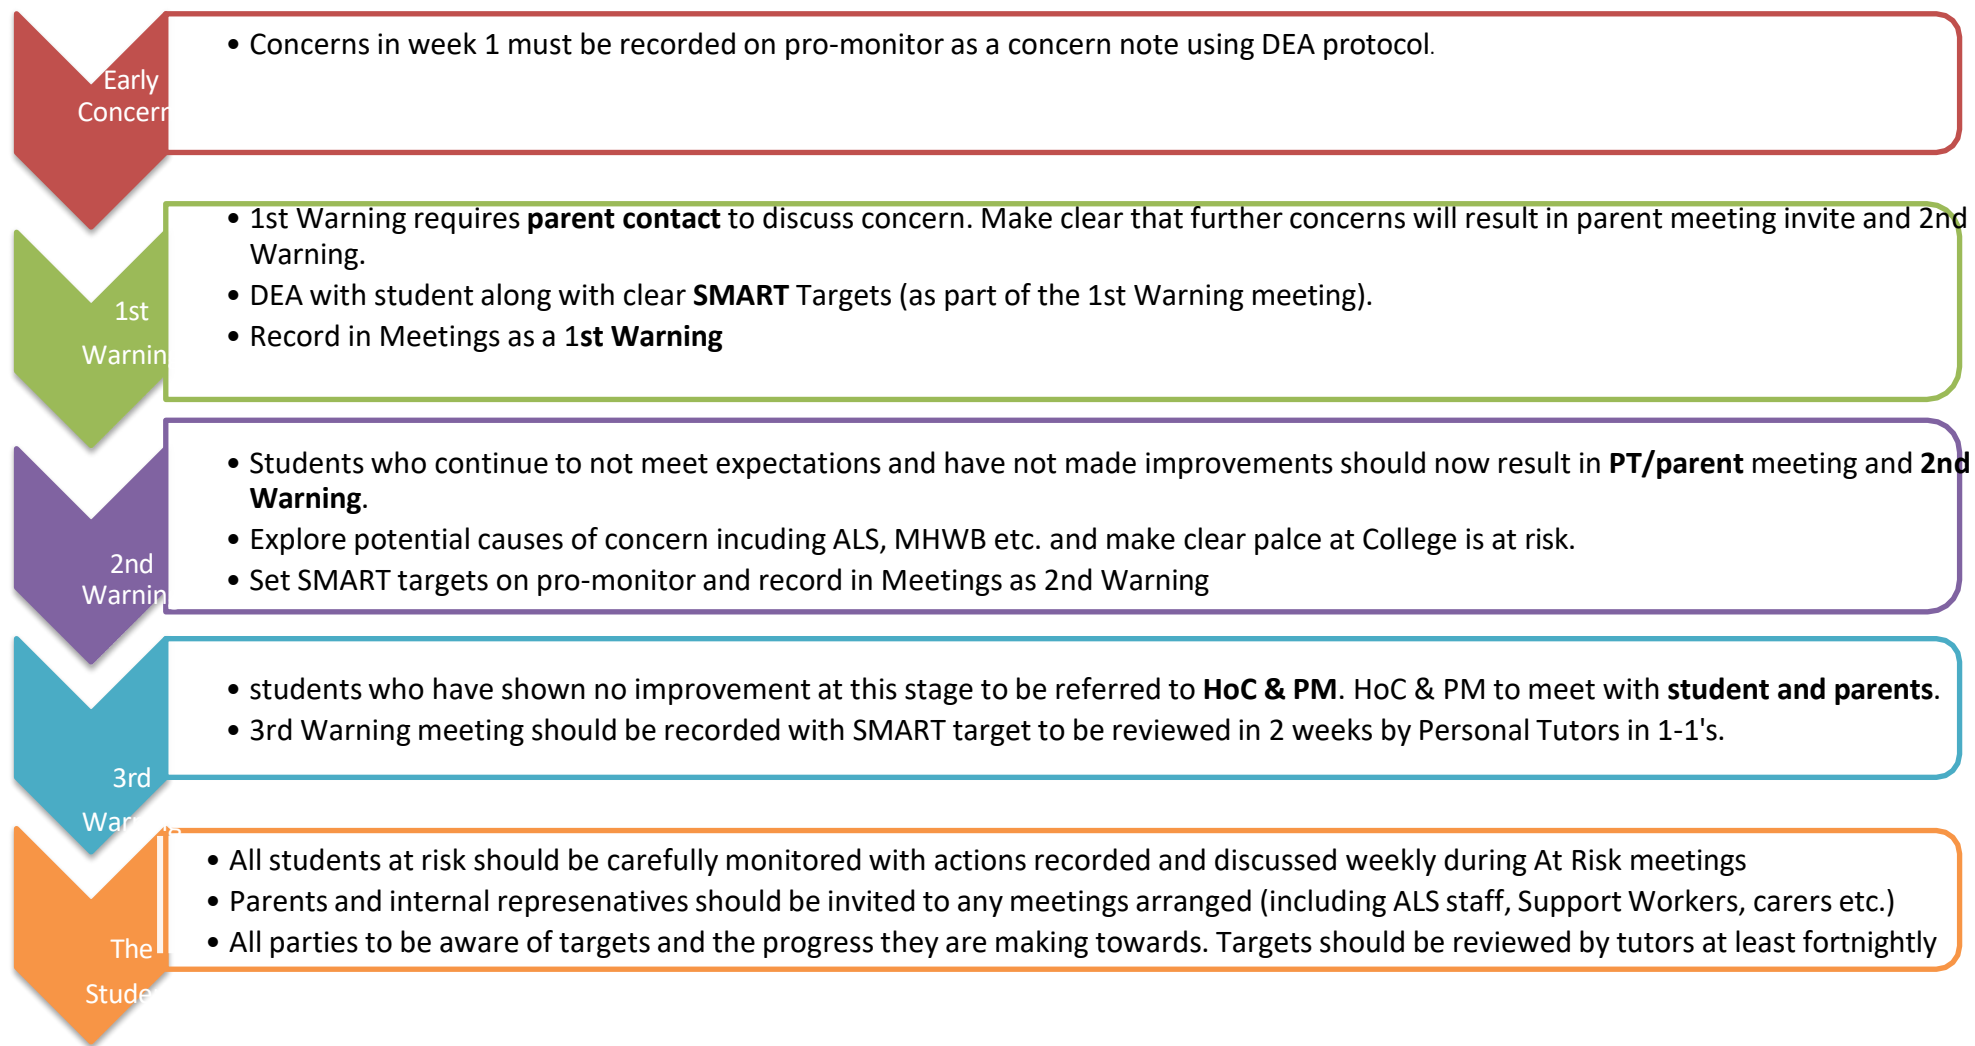 Early
Concern
• Concerns in week 1 must be recorded on pro-monitor as a concern note using DEA protocol.
1st
Warnin
• 1st Warning requires parent contact to discuss concern. Make clear that further concerns will result in parent meeting invite and 2nd
Warning.
• DEA with student along with clear SMART Targets (as part of the 1st Warning meeting).
• Record in Meetings as a 1st Warning
2nd
Warnin
• Students who continue to not meet expectations and have not made improvements should now result in PT/parent meeting and 2nd
Warning.
• Explore potential causes of concern incuding ALS, MHWB etc. and make clear palce at College is at risk.
• Set SMART targets on pro-monitor and record in Meetings as 2nd Warning
3rd
Warning
• students who have shown no improvement at this stage to be referred to HoC & PM. HoC & PM to meet with student and parents.
• 3rd Warning meeting should be recorded with SMART target to be reviewed in 2 weeks by Personal Tutors in 1-1's.
The
Stude
• All students at risk should be carefully monitored with actions recorded and discussed weekly during At Risk meetings
• Parents and internal represenatives should be invited to any meetings arranged (including ALS staff, Support Workers, carers etc.)
• All parties to be aware of targets and the progress they are making towards. Targets should be reviewed by tutors at least fortnightly